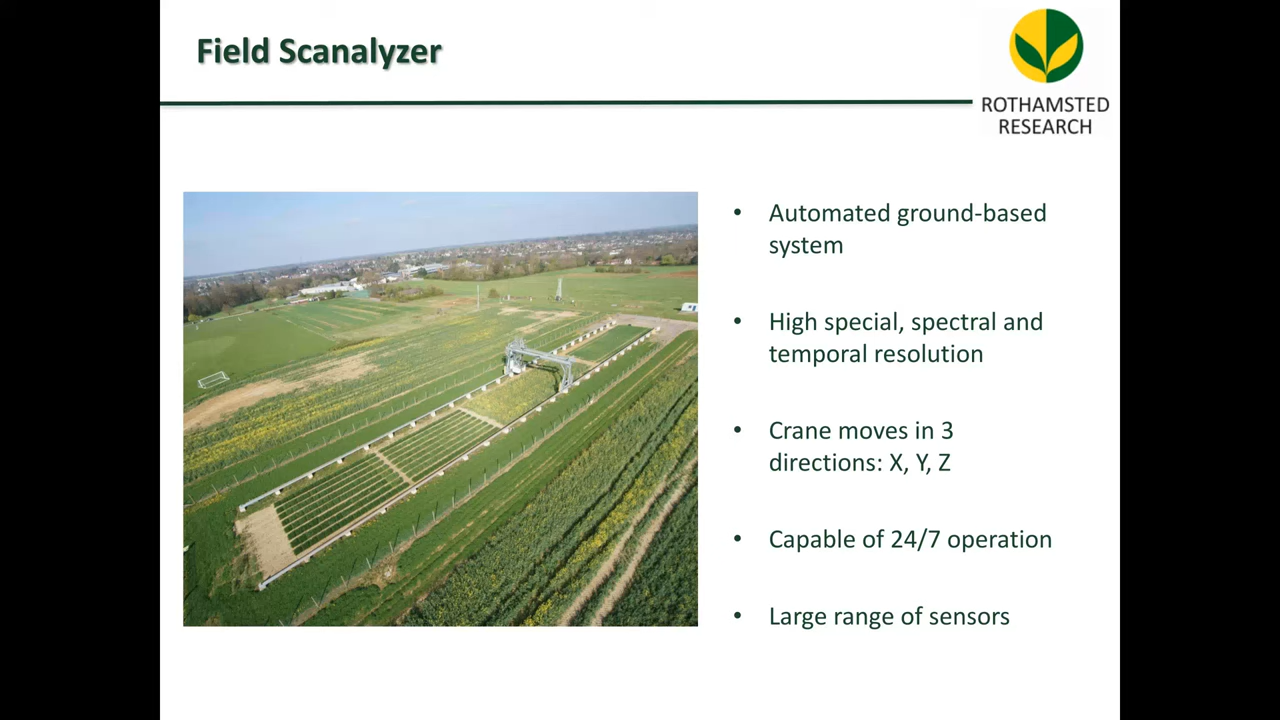 Field Scanalyzer
ROTHAMSTED
RESEARCH
• Automated ground-based
system
• High special, spectral and
temporal resolution
• Crane moves in 3
directions: X, Y, Z
• Capable of 24/7 operation
• Large range of sensors